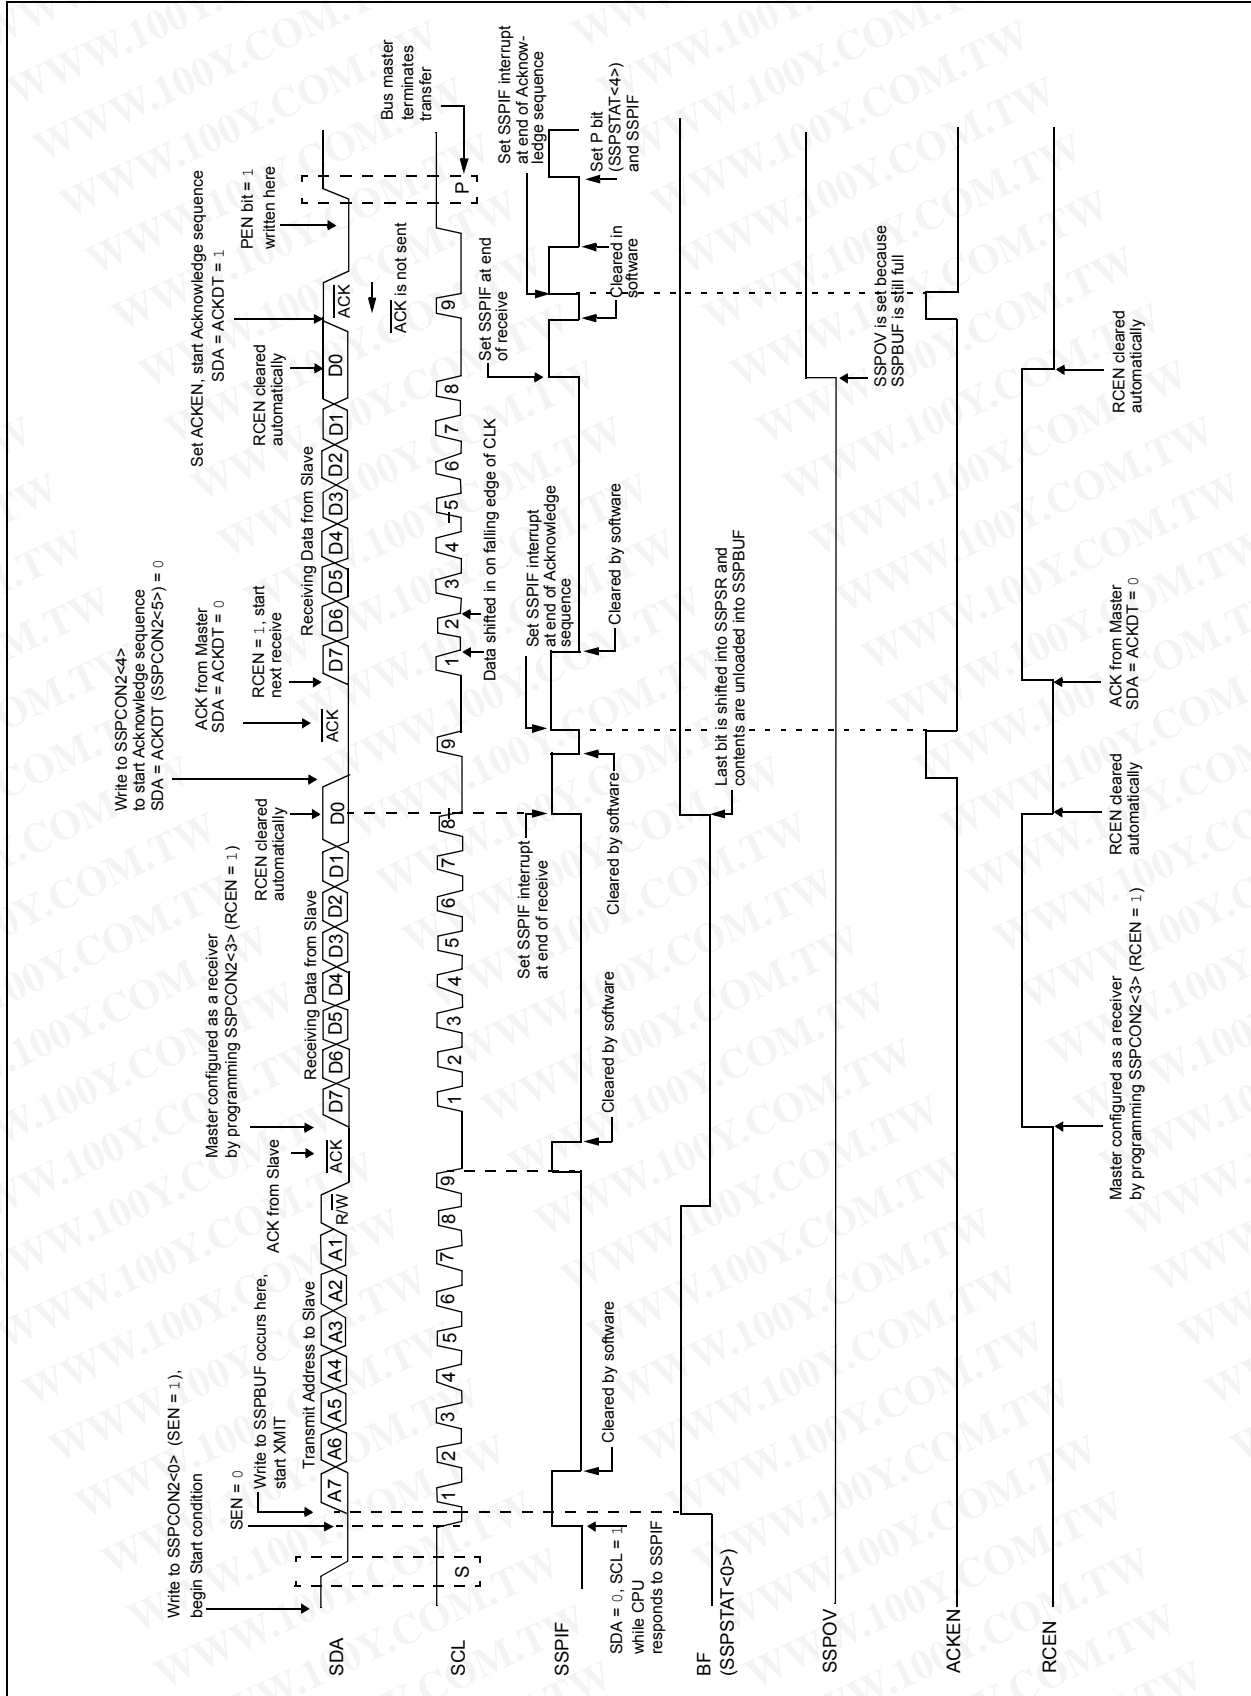 Write to SSPCON2<0> (SEN = 1),
begin Start condition
SEN = 0
Write to SSPBUF occurs here,
start XMIT
Transmit Address to Slave
ACK from Slave
Master configured as a receiver
by programming SSPCON2<3> (RCEN = 1)
Receiving Data from Slave
RCEN cleared
automatically
Write to SSPCON2<4>
to start Acknowledge sequence
SDA = ACKDT (SSPCON2<5>) = 0
ACK from Master
SDA = ACKDT = 0
RCEN = 1, start
next receive
Receiving Data from Slave
RCEN cleared
automatically
Set ACKEN, start Acknowledge sequence
SDA = ACKDT = 1
PEN bit = 1
written here
SDA
A7 A6 A5 A4 A3 A2 A1 R/W ACK D7 D6 D5 D4 D3 D2 D1 D0 ACK D7 D6 D5 D4 D3 D2 D1 D0 ACK
ACK is not sent
Bus master
terminates
transfer
SCL
S 1 2 3 4 5 6 7 8 9 1 2 3 4 5 6 7 8 9 1 2 3 4 5 6 7 8 9 P
Data shifted in on falling edge of CLK
Set SSPIF interrupt
at end of receive
Set SSPIF interrupt
at end of Acknowledge
sequence
Set SSPIF at end
of receive
Set SSPIF interrupt
at end of Acknow-
ledge sequence
SSPIF
SDA = 0, SCL = 1
while CPU
responds to SSPIF
Cleared by software
Cleared by software
Cleared by software
Cleared by software
Cleared in
software
Set P bit
(SSPSTAT<4>)
and SSPIF
BF
(SSPSTAT<0>)
Last bit is shifted into SSPSR and
contents are unloaded into SSPBUF
SSPOV
SSPOV is set because
SSPBUF is still full
ACKEN
RCEN
Master configured as a receiver
by programming SSPCON2<3> (RCEN = 1)
RCEN cleared
automatically
ACK from Master
SDA = ACKDT = 0
RCEN cleared
automatically
WWW.100Y.COM.TW